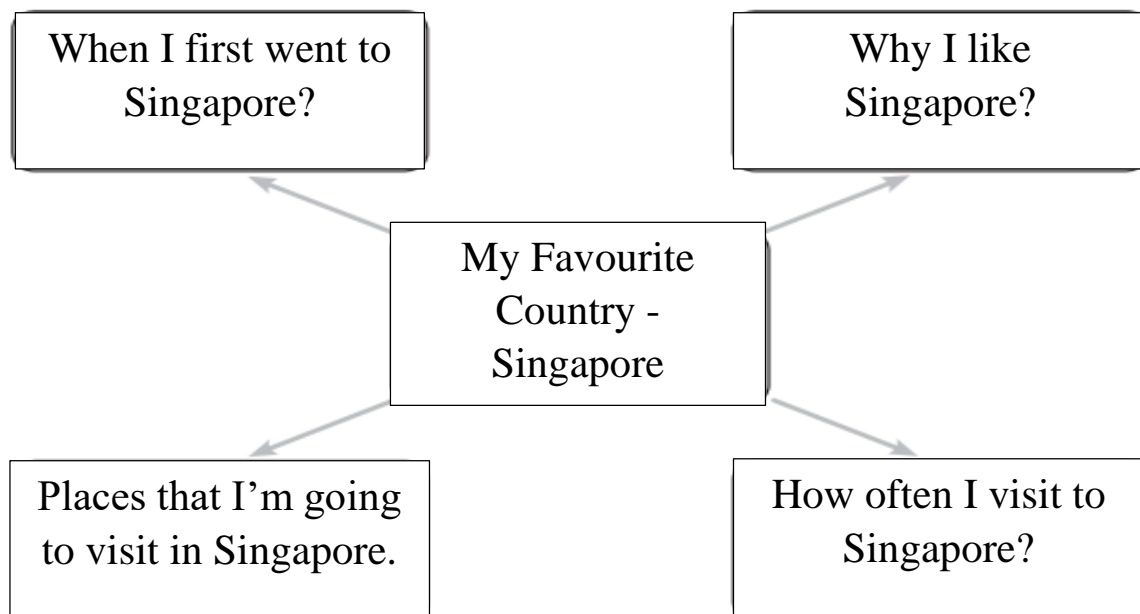 When I first went to
Singapore?
Why I like
Singapore?
My Favourite
Country -
Singapore
Places that I’m going
to visit in Singapore.
How often I visit to
Singapore?